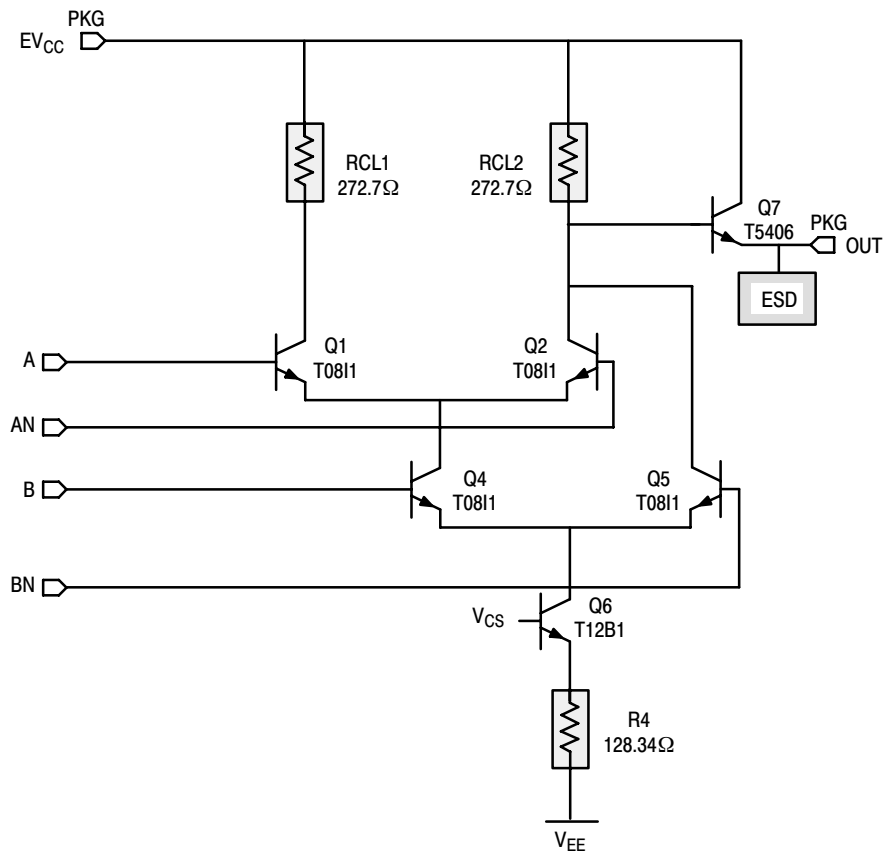 PKG
EVCC
RCL1
272.7Ω
RCL2
272.7Ω
Q7
T5406
PKG
OUT
ESD
A
Q1
T08I1
Q2
T08I1
AN
B
Q4
T08I1
Q5
T08I1
BN
VCS
Q6
T12B1
R4
128.34Ω
VEE